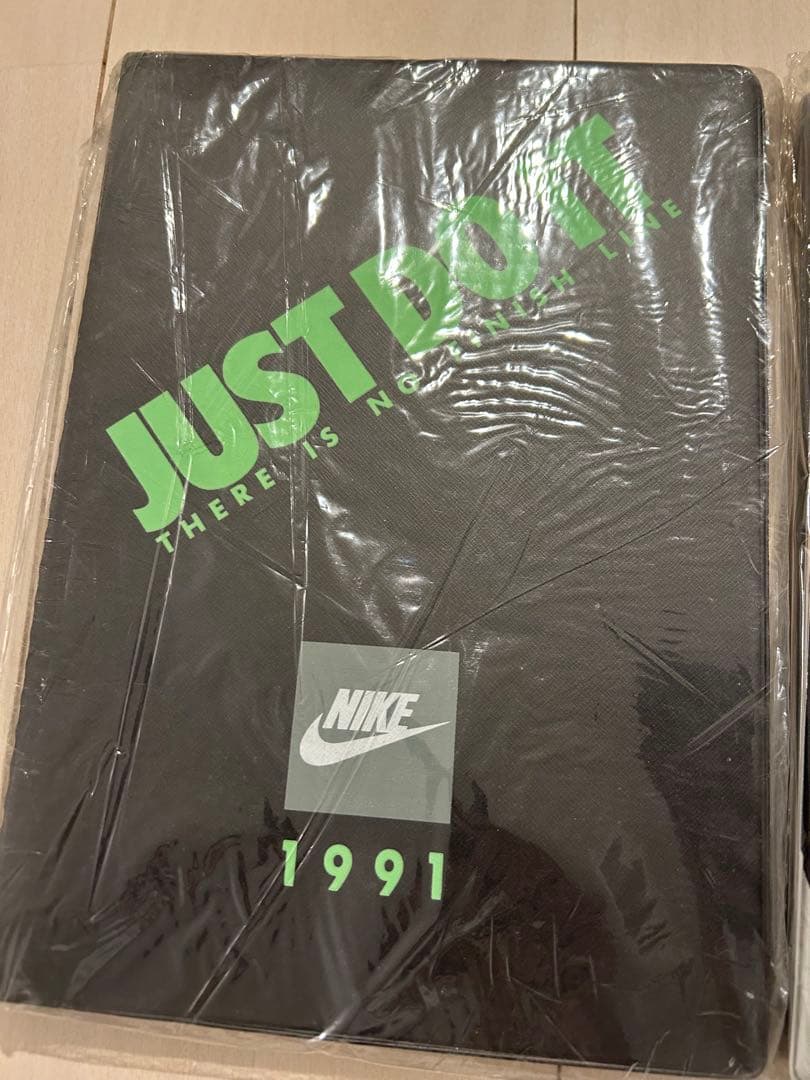 JUST DO IT.
THERE IS NO FINISH LINE
NIKE
1991